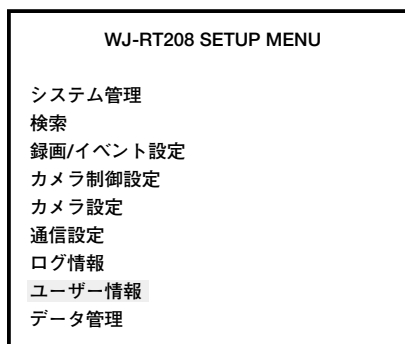 WJ-RT208 SETUP MENU
システム管理
検索
録画/イベント設定
カメラ制御設定
カメラ設定
通信設定
ログ情報
ユーザー情報
データ管理